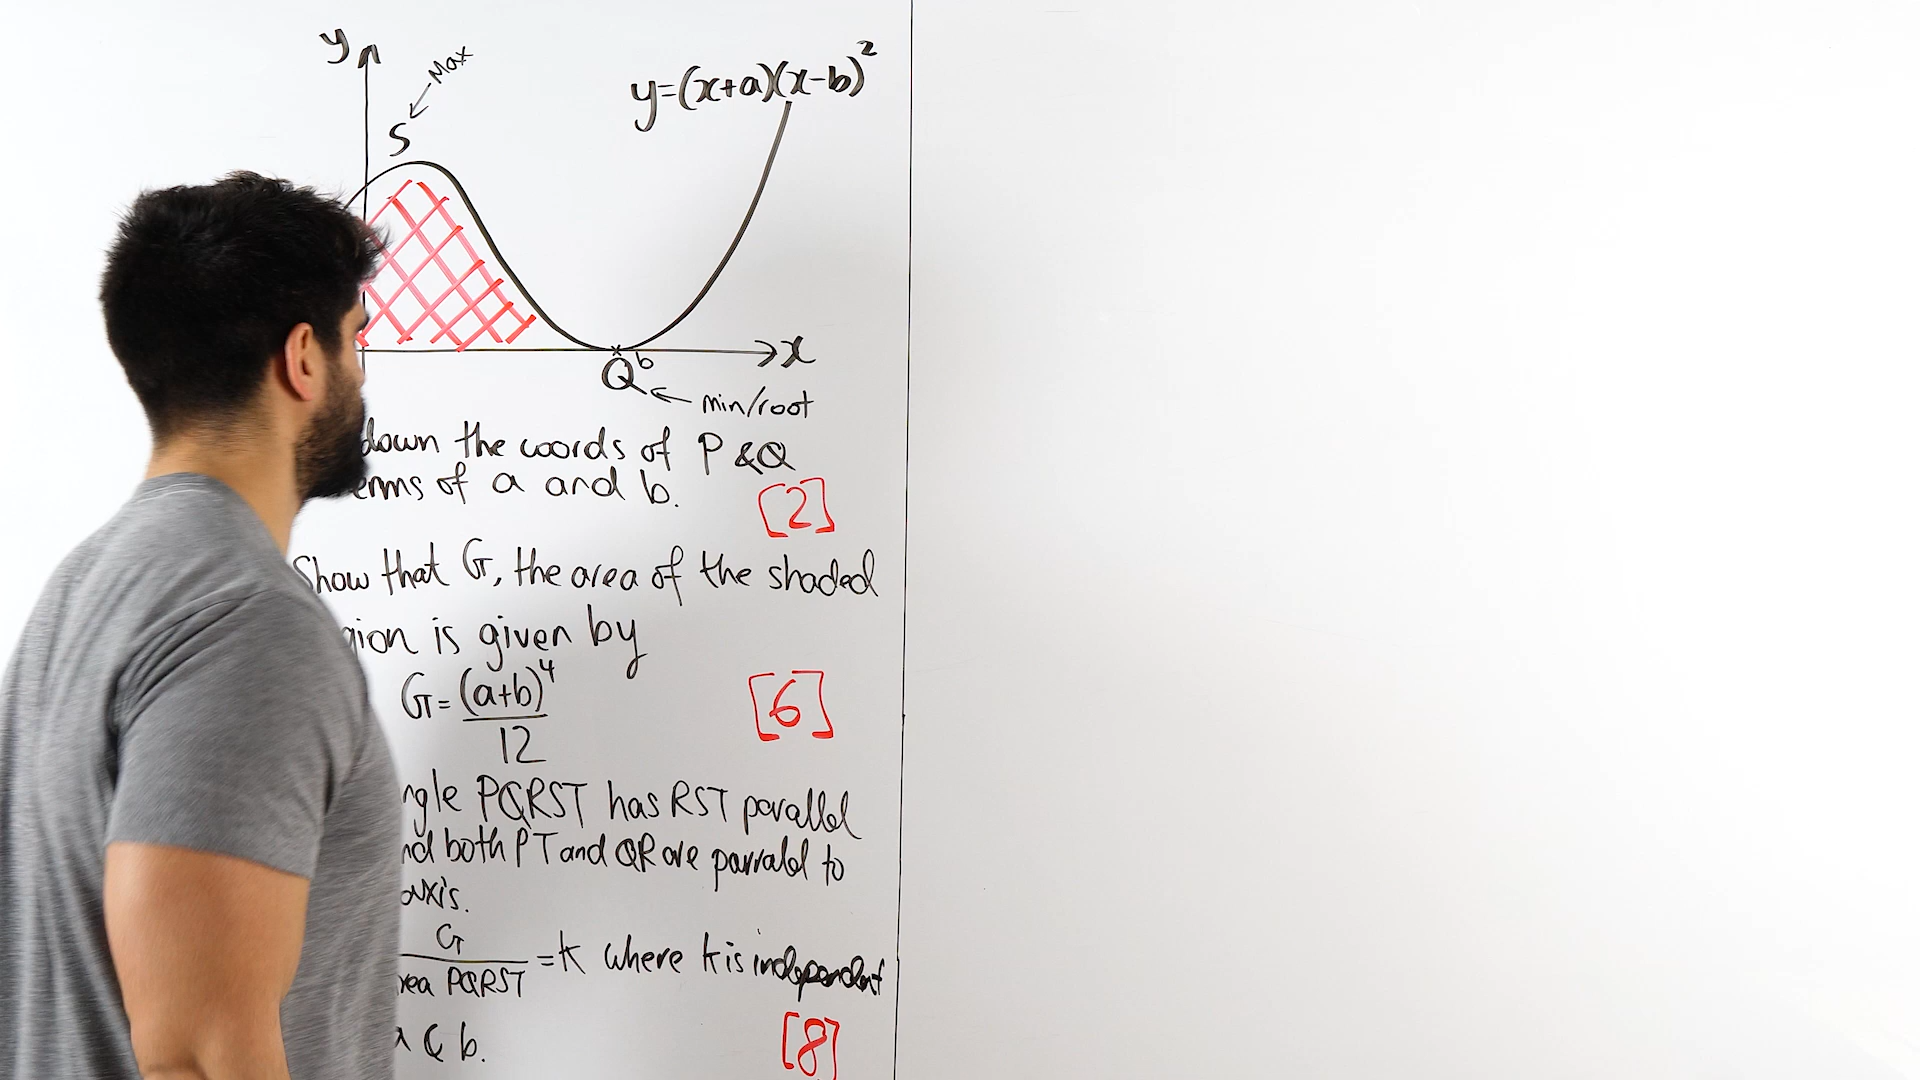 y
Max
S
y=(x+a)(x-b)²
x
Q b
min/root
down the coords of P & Q
erms of a and b.
[2]
Show that G, the area of the shaded
gion is given by
G = (a+b)⁴
12
[6]
ngle PQRST has RST parallel
nd both PT and QR are parralel to
axis.
G
rea PQRST
= k where k is independent
a & b.
[8]